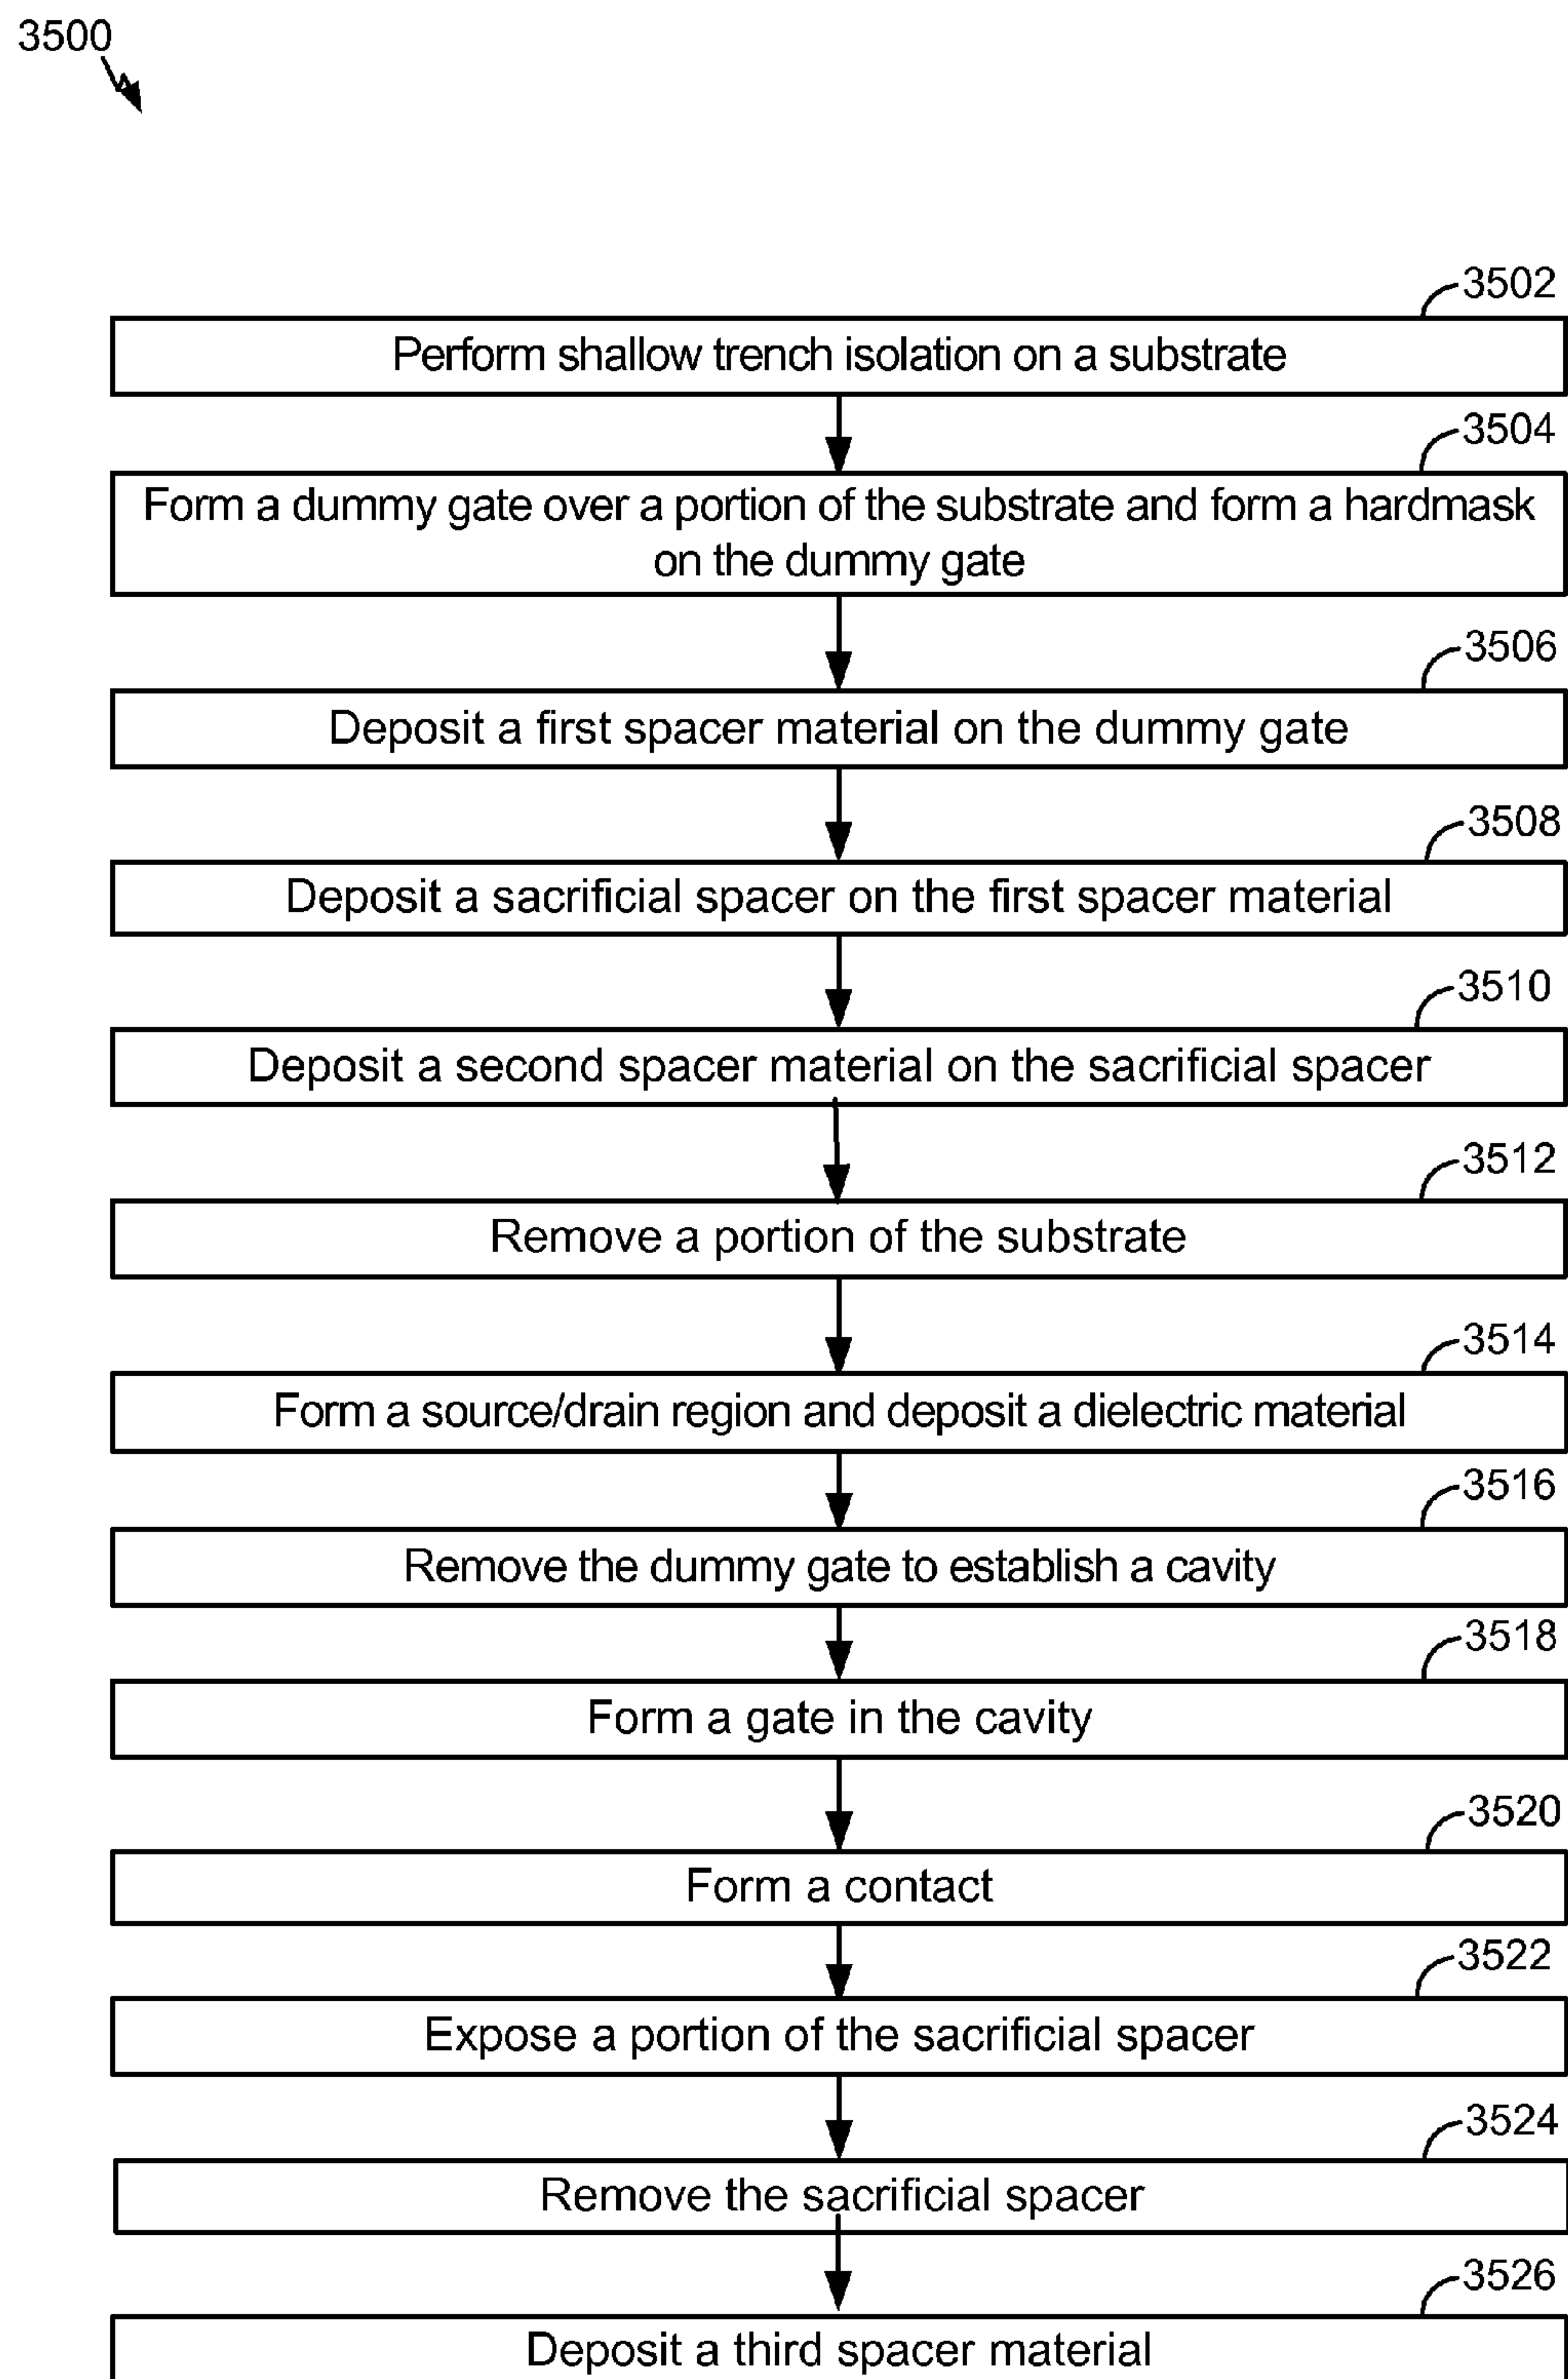 3500
3502
Perform shallow trench isolation on a substrate
3504
Form a dummy gate over a portion of the substrate and form a hardmask
on the dummy gate
3506
Deposit a first spacer material on the dummy gate
3508
Deposit a sacrificial spacer on the first spacer material
3510
Deposit a second spacer material on the sacrificial spacer
3512
Remove a portion of the substrate
3514
Form a source/drain region and deposit a dielectric material
3516
Remove the dummy gate to establish a cavity
3518
Form a gate in the cavity
3520
Form a contact
3522
Expose a portion of the sacrificial spacer
3524
Remove the sacrificial spacer
3526
Deposit a third spacer material